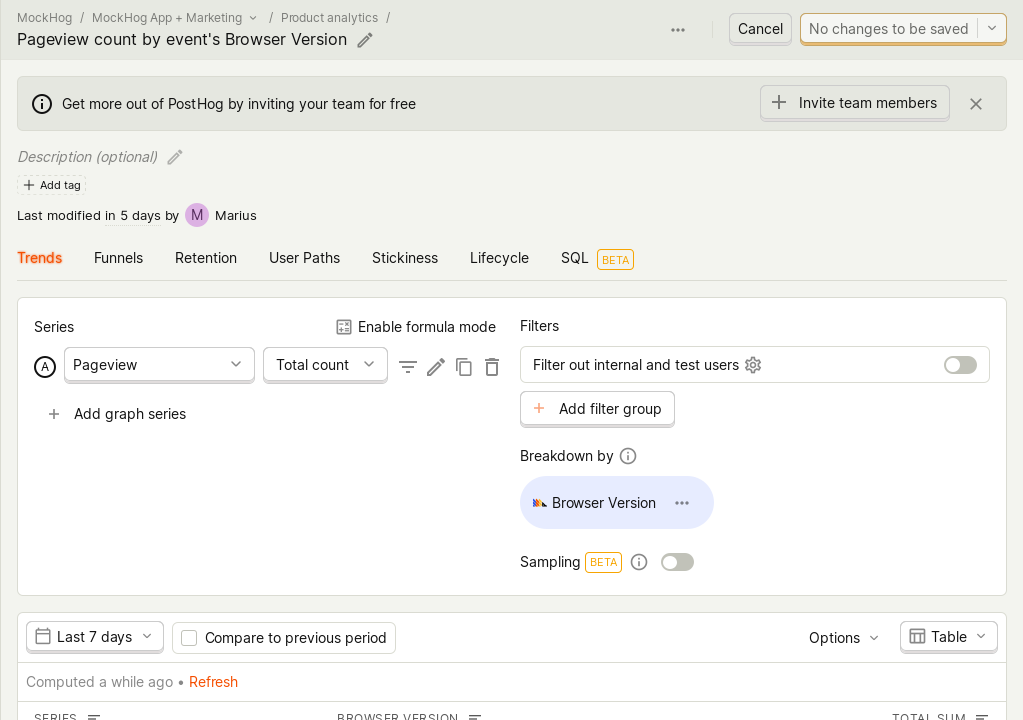 MockHog / MockHog App + Marketing / Product analytics /
Pageview count by event's Browser Version
Cancel
No changes to be saved
Get more out of PostHog by inviting your team for free
Invite team members
Description (optional)
Add tag
Last modified in 5 days by M Marius
Trends Funnels Retention User Paths Stickiness Lifecycle SQL BETA
Series
Enable formula mode
A Pageview Total count
Add graph series
Filters
Filter out internal and test users
Add filter group
Breakdown by
Browser Version
Sampling BETA
Last 7 days Compare to previous period Options Table
Computed a while ago • Refresh
SERIES BROWSER VERSION TOTAL SUM